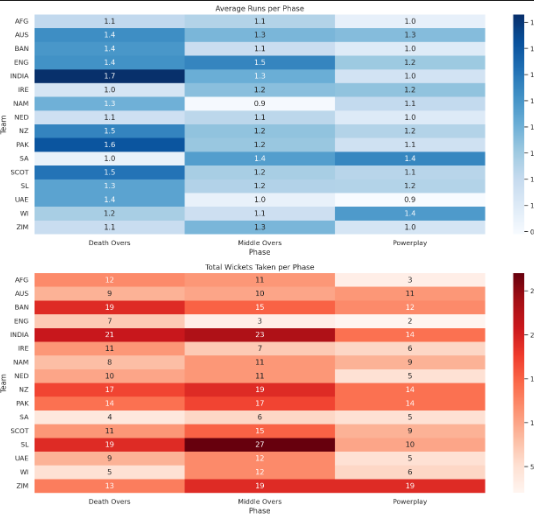 Average Runs per Phase
AFG 1.1 1.1 1.0
AUS 1.4 1.3 1.3
BAN 1.4 1.1 1.0
ENG 1.4 1.5 1.2
INDIA 1.7 1.3 1.0
IRE 1.0 1.2 1.2
NAM 1.3 0.9 1.1
NED 1.1 1.1 1.0
NZ 1.5 1.2 1.2
PAK 1.6 1.2 1.1
SA 1.0 1.4 1.4
SCOT 1.5 1.2 1.1
SL 1.3 1.2 1.2
UAE 1.4 1.0 0.9
WI 1.2 1.1 1.4
ZIM 1.1 1.3 1.0
Team
Death Overs Middle Overs Powerplay
Phase
Total Wickets Taken per Phase
AFG 12 11 3
AUS 9 10 11
BAN 19 15 12
ENG 7 3 2
INDIA 21 23 14
IRE 11 7 6
NAM 8 11 9
NED 10 11 5
NZ 17 19 14
PAK 14 17 14
SA 4 6 5
SCOT 11 15 9
SL 19 27 10
UAE 9 12 5
WI 5 12 6
ZIM 13 19 19
Team
Death Overs Middle Overs Powerplay
Phase